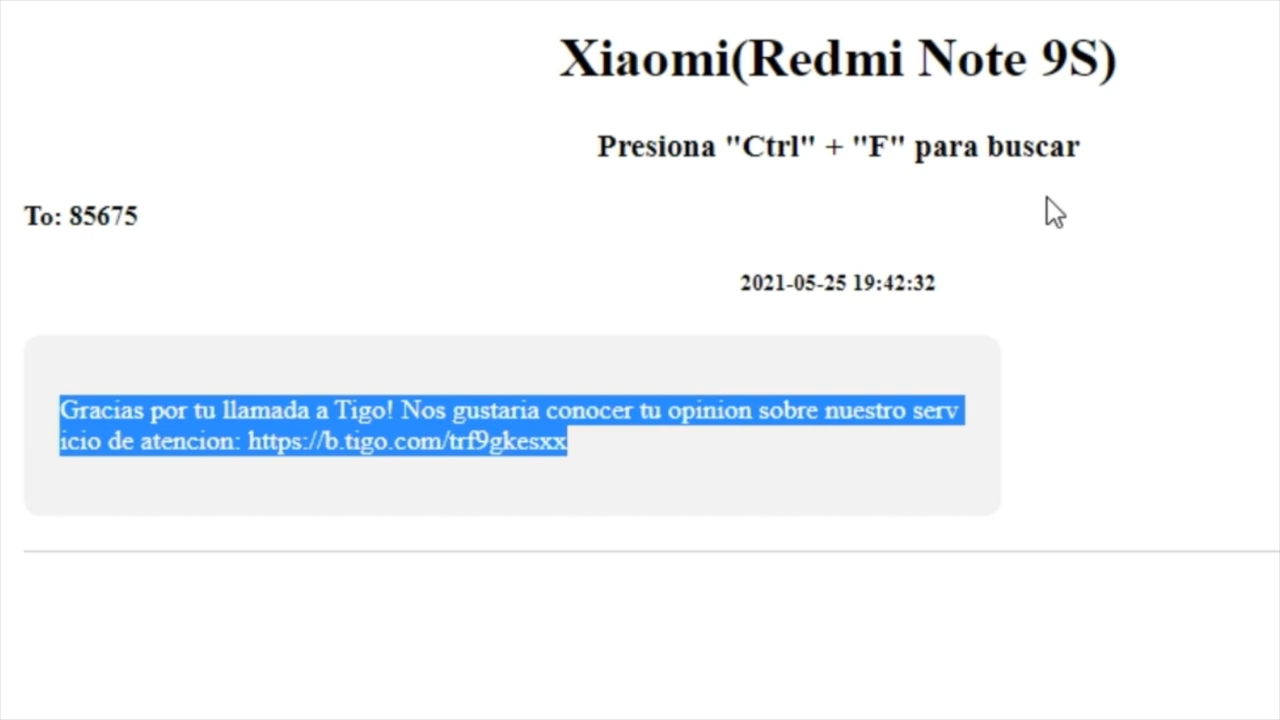 Xiaomi(Redmi Note 9S)
Presiona "Ctrl" + "F" para buscar
To: 85675
2021-05-25 19:42:32
Gracias por tu llamada a Tigo! Nos gustaria conocer tu opinion sobre nuestro serv
icio de atencion: https://b.tigo.com/trf9gkesxx